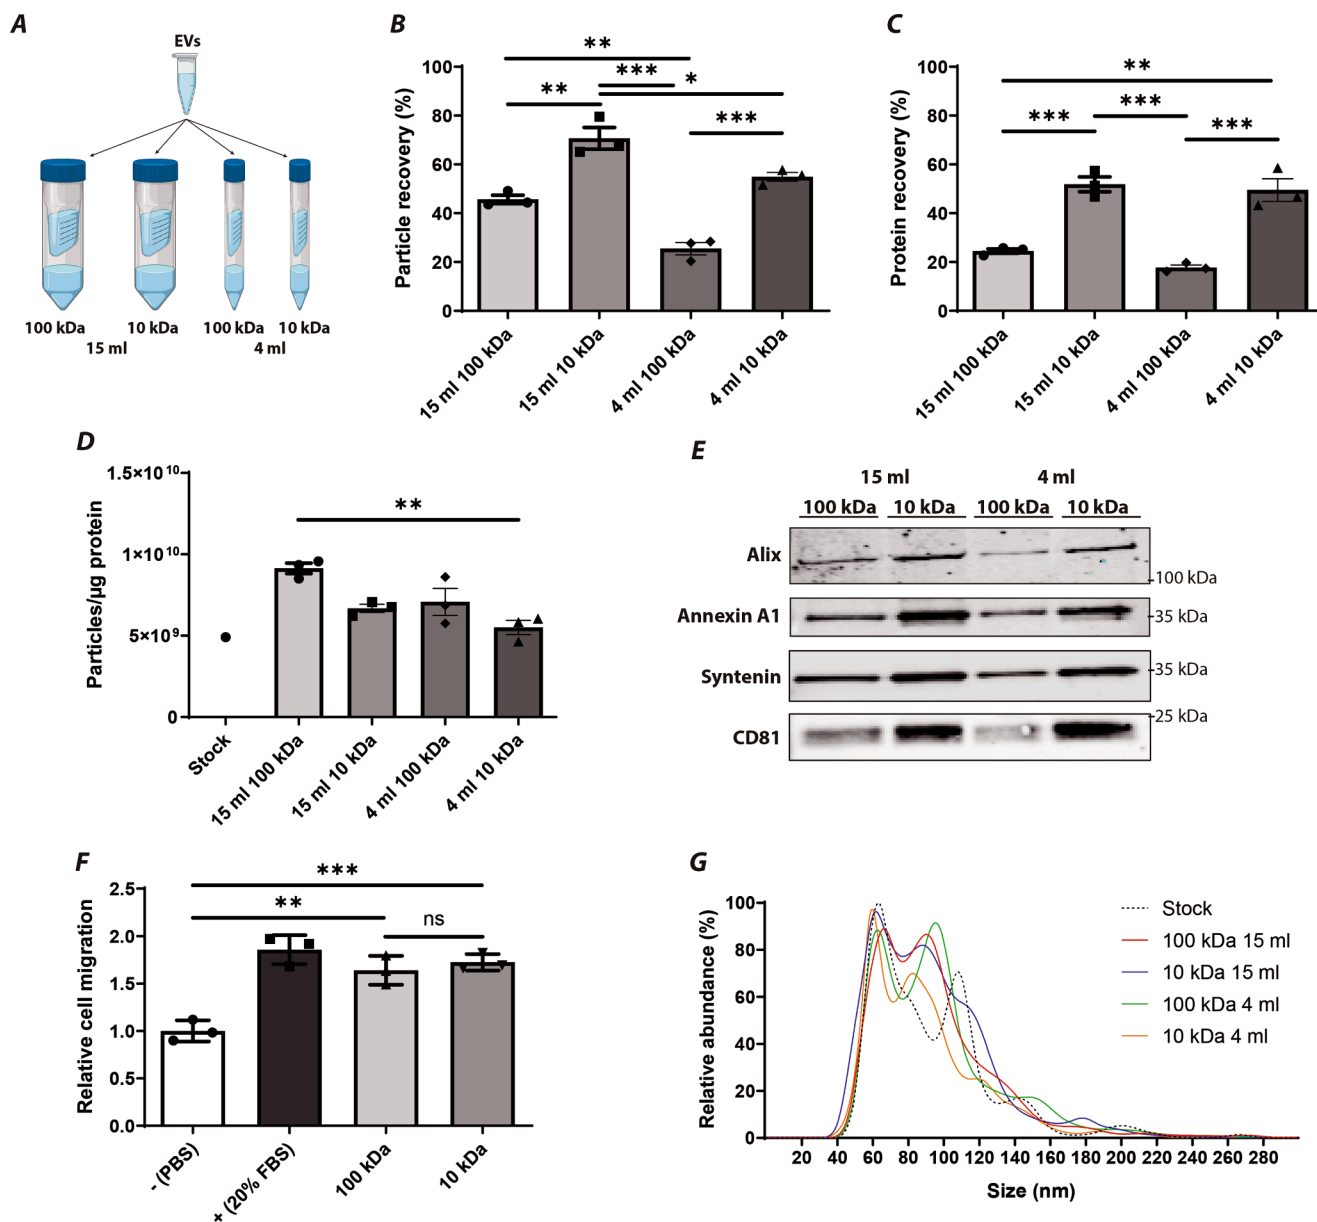 A
EVs
100 kDa 10 kDa 100 kDa 10 kDa
15 ml 4 ml
B
** 
*** *
** ***
Particle recovery (%)
100
80
60
40
20
0
15 ml 100 kDa
15 ml 10 kDa
4 ml 100 kDa
4 ml 10 kDa
C
**
*** *** ***
Protein recovery (%)
100
80
60
40
20
0
15 ml 100 kDa
15 ml 10 kDa
4 ml 100 kDa
4 ml 10 kDa
D
**
Particles/µg protein
1.5×10¹⁰
1×10¹⁰
5×10⁹
0
Stock
15 ml 100 kDa
15 ml 10 kDa
4 ml 100 kDa
4 ml 10 kDa
E
15 ml 4 ml
100 kDa 10 kDa 100 kDa 10 kDa
Alix
100 kDa
Annexin A1
35 kDa
Syntenin
35 kDa
CD81
25 kDa
F
***
** ns
Relative cell migration
2.5
2.0
1.5
1.0
0.5
0.0
- (PBS)
+ (20% FBS)
100 kDa
10 kDa
G
Relative abundance (%)
100
80
60
40
20
0
20 40 60 80 100 120 140 160 180 200 220 240 260 280
Size (nm)
Stock
100 kDa 15 ml
10 kDa 15 ml
100 kDa 4 ml
10 kDa 4 ml